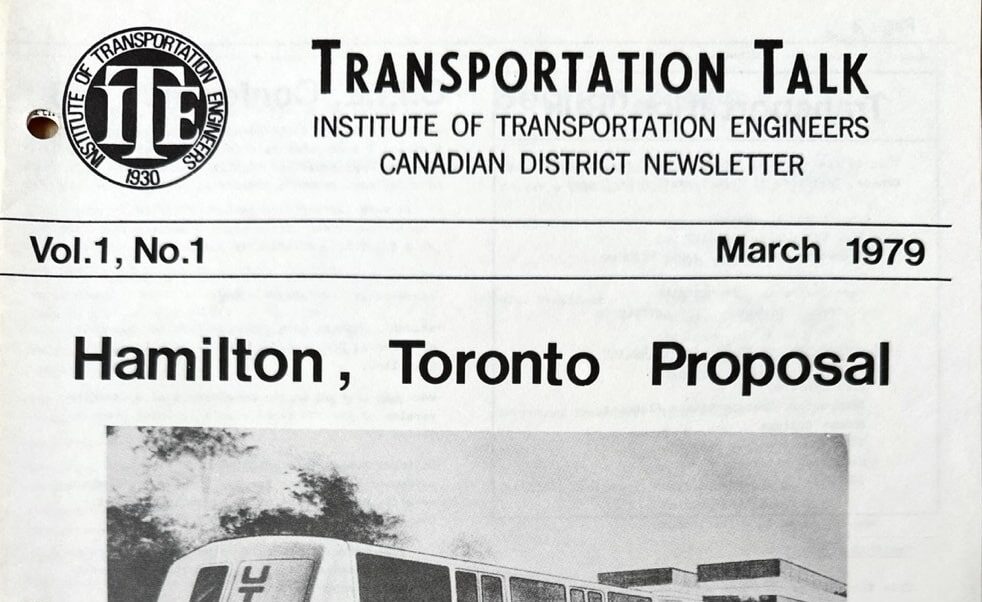 INSTITUTE OF TRANSPORTATION ENGINEERS
ITE
1930
TRANSPORTATION TALK
INSTITUTE OF TRANSPORTATION ENGINEERS
CANADIAN DISTRICT NEWSLETTER
Vol.1, No.1
March 1979
Hamilton, Toronto Proposal
UT